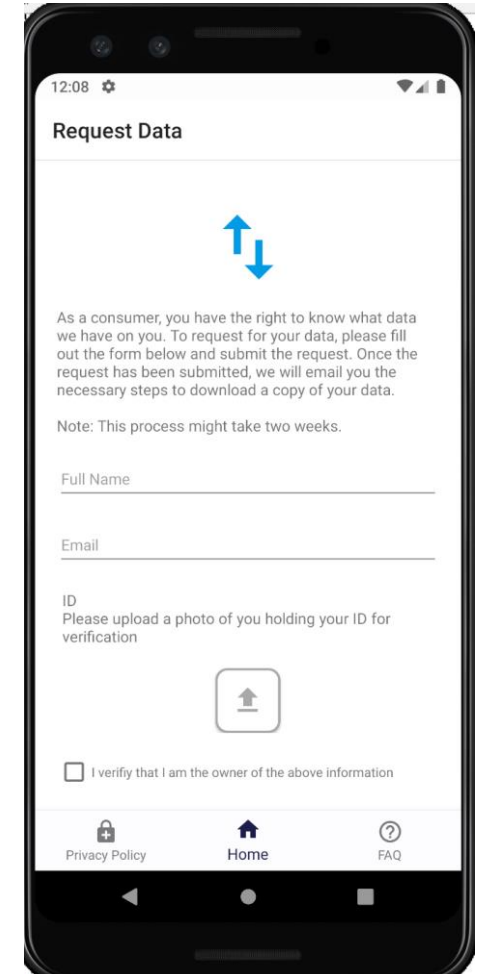 12:08
Request Data
As a consumer, you have the right to know what data
we have on you. To request for your data, please fill
out the form below and submit the request. Once the
request has been submitted, we will email you the
necessary steps to download a copy of your data.
Note: This process might take two weeks.
Full Name
Email
ID
Please upload a photo of you holding your ID for
verification
I verifiy that I am the owner of the above information
Privacy Policy
Home
FAQ